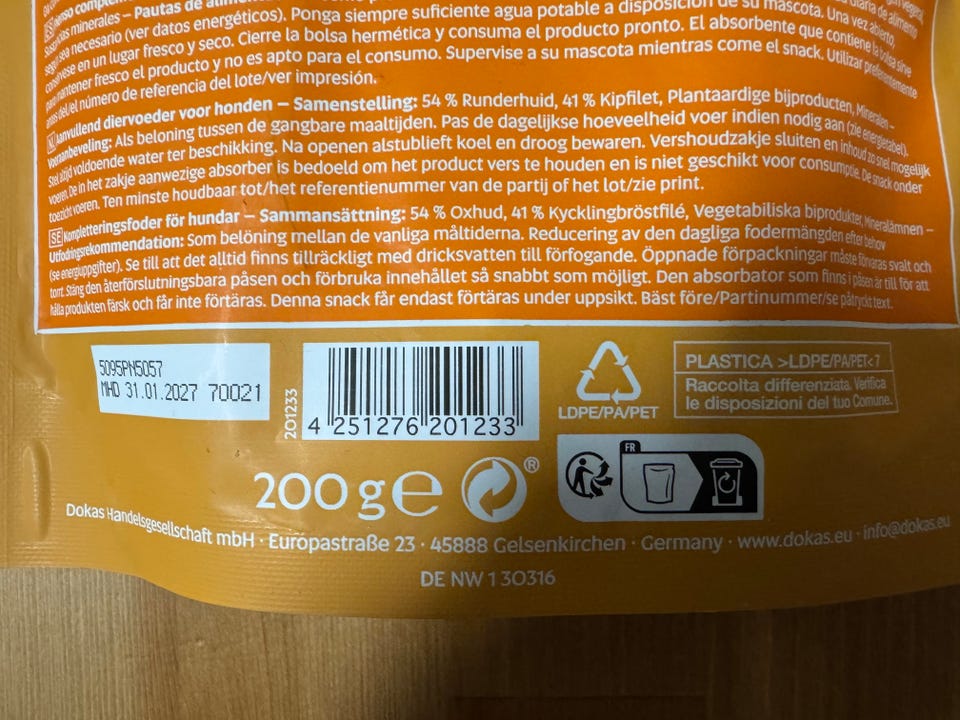 ES
Susancias minerales – Pautas de
sea necesario (ver datos energéticos). Ponga siempre suficiente agua potable a disposición de su mascota. Una vez abierto,
consérvese en un lugar fresco y seco. Cierre la bolsa hermética y consuma el producto pronto. El absorbente que contiene la bolsa sirve
para mantener fresco el producto y no es apto para el consumo. Supervise a su mascota mientras come el snack. Utilizar preferentemente
antes del/el número de referencia del lote/ver impresión.
NL Aanvullend diervoeder voor honden – Samenstelling: 54 % Runderhuid, 41 % Kipfilet, Plantaardige bijproducten, Mineralen –
Voeraanbeveling: Als beloning tussen de gangbare maaltijden. Pas de dagelijkse hoeveelheid voer indien nodig aan (zie energietabel).
Stel altijd voldoende water ter beschikking. Na openen alstublieft koel en droog bewaren. Vershoudzakje sluiten en inhoud zo snel mogelijk
voeren. De in het zakje aanwezige absorber is bedoeld om het product vers te houden en is niet geschikt voor consumptie. De snack onder
toezicht voeren. Ten minste houdbaar tot/het referentienummer van de partij of het lot/zie print.
SE Kompletteringsfoder för hundar – Sammansättning: 54 % Oxhud, 41 % Kycklingbröstfilé, Vegetabiliska biprodukter, Mineralämnen –
Utfodringsrekommendation: Som belöning mellan de vanliga måltiderna. Reducering av den dagliga fodermängden efter behov
(se energiuppgifter). Se till att det alltid finns tillräckligt med dricksvatten till förfogande. Öppnade förpackningar måste förvaras svalt och
torrt. Stäng den återförslutningsbara påsen och förbruka innehållet så snabbt som möjligt. Den absorbator som finns i påsen är till för att
hålla produkten färsk och får inte förtäras. Denna snack får endast förtäras under uppsikt. Bäst före/Partinummer/se påtryckt text.
5095PN5057
MHD 31.01.2027 70021
201233
4 251276 201233
LDPE/PA/PET
PLASTICA >LDPE/PA/PET< 7
Raccolta differenziata. Verifica
le disposizioni del tuo Comune.
FR
200 g e ®
Dokas Handelsgesellschaft mbH · Europastraße 23 · 45888 Gelsenkirchen · Germany · www.dokas.eu · info@dokas.eu
DE NW 1 30316